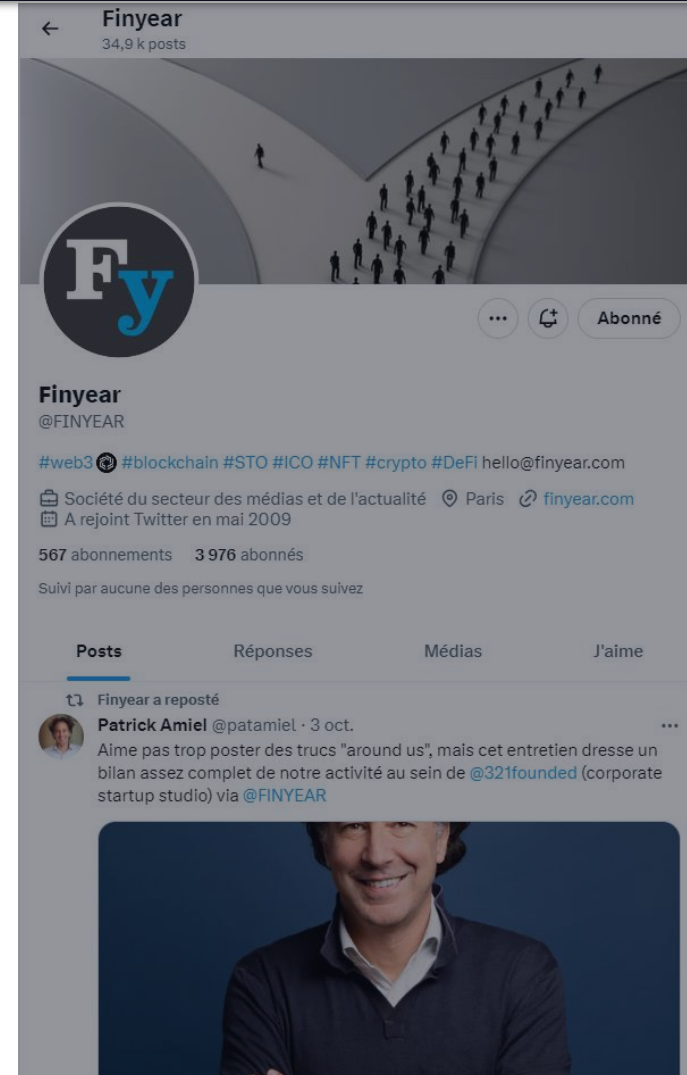 Finyear
34,9 k posts
Fy
Abonné
Finyear
@FINYEAR
#web3 #blockchain #STO #ICO #NFT #crypto #DeFi hello@finyear.com
Société du secteur des médias et de l'actualité Paris finyear.com
A rejoint Twitter en mai 2009
567 abonnements 3 976 abonnés
Suivi par aucune des personnes que vous suivez
Posts Réponses Médias J'aime
Finyear a reposté
Patrick Amiel @patamiel · 3 oct.
Aime pas trop poster des trucs "around us", mais cet entretien dresse un
bilan assez complet de notre activité au sein de @321founded (corporate
startup studio) via @FINYEAR